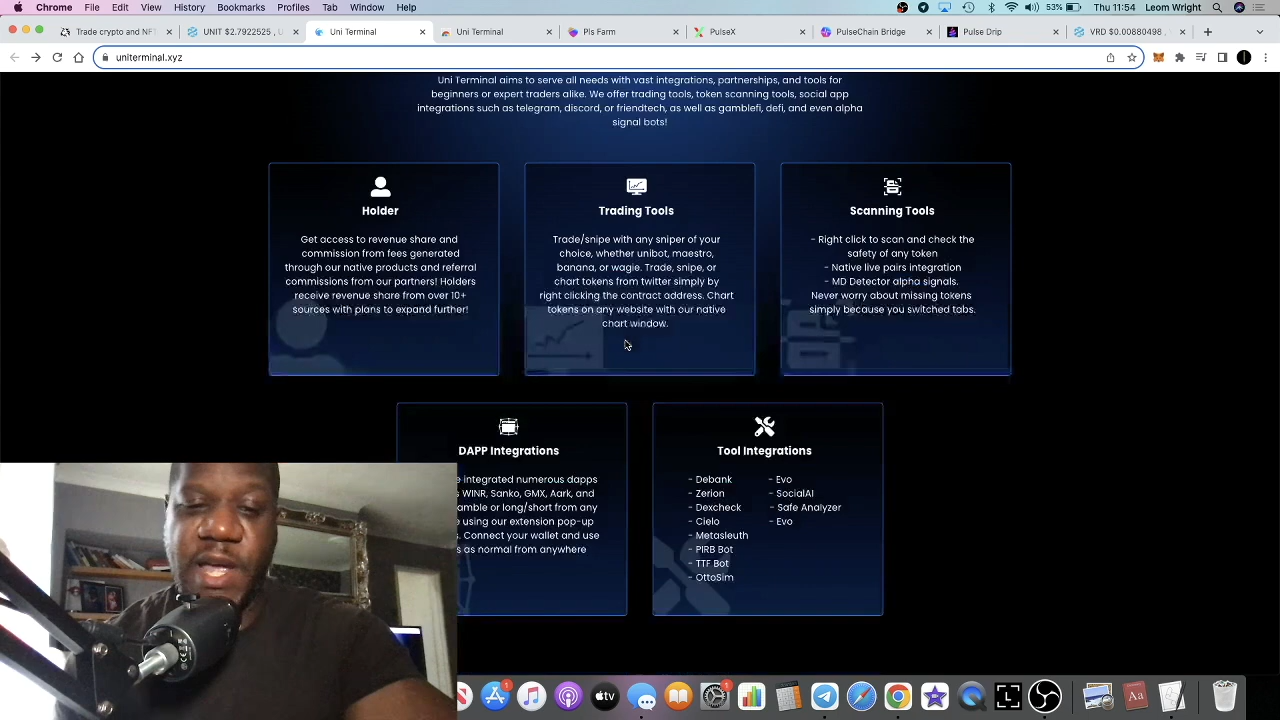 Chrome File Edit View History Bookmarks Profiles Tab Window Help
53% Thu 11:54 Leom Wright
Trade crypto and NFT
UNIT $2.7922525 , U
Uni Terminal
Uni Terminal
Pls Farm
PulseX
PulseChain Bridge
Pulse Drip
VRD $0.00880498 ,
uniterminal.xyz
Uni Terminal aims to serve all needs with vast integrations, partnerships, and tools for
beginners or expert traders alike. We offer trading tools, token scanning tools, social app
integrations such as telegram, discord, or friendtech, as well as gamblefi, defi, and even alpha
signal bots!
Holder
Get access to revenue share and
commission from fees generated
through our native products and referral
commissions from our partners! Holders
receive revenue share from over 10+
sources with plans to expand further!
Trading Tools
Trade/snipe with any sniper of your
choice, whether unibot, maestro,
banana, or wagie. Trade, snipe, or
chart tokens from twitter simply by
right clicking the contract address. Chart
tokens on any website with our native
chart window.
Scanning Tools
- Right click to scan and check the
safety of any token
- Native live pairs integration
- MD Detector alpha signals.
Never worry about missing tokens
simply because you switched tabs.
DAPP Integrations
integrated numerous dapps
WINR, Sanko, GMX, Aark, and
amble or long/short from any
using our extension pop-up
Connect your wallet and use
as normal from anywhere
Tool Integrations
- Debank
- Zerion
- Dexcheck
- Cielo
- Metasleuth
- PIRB Bot
- TTF Bot
- OttoSim
- Evo
- SocialAI
- Safe Analyzer
- Evo